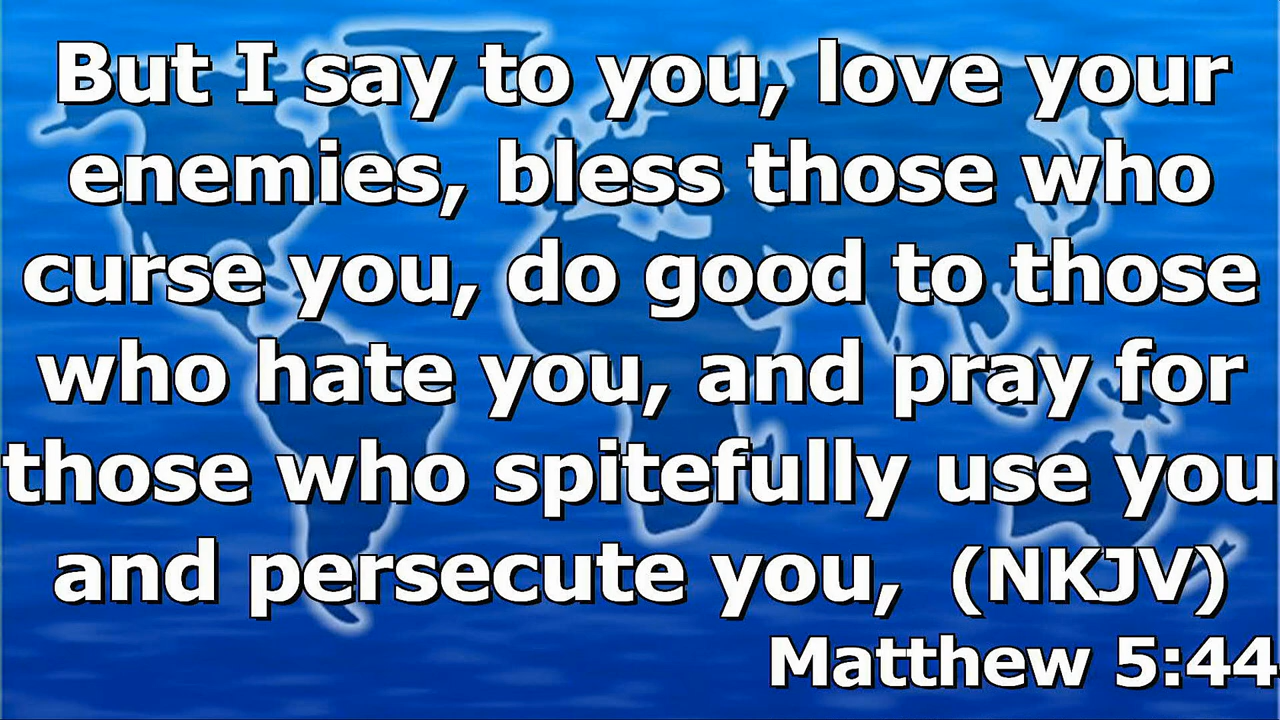 But I say to you, love your
enemies, bless those who
curse you, do good to those
who hate you, and pray for
those who spitefully use you
and persecute you, (NKJV)
Matthew 5:44